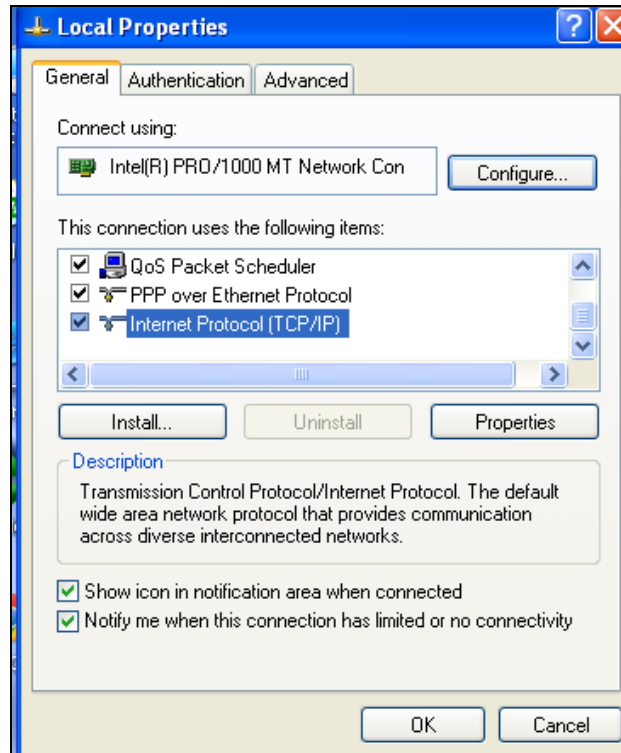 Local Properties
General Authentication Advanced
Connect using:
Intel(R) PRO/1000 MT Network Con
Configure...
This connection uses the following items:
QoS Packet Scheduler
PPP over Ethernet Protocol
Internet Protocol (TCP/IP)
Install... Uninstall Properties
Description
Transmission Control Protocol/Internet Protocol. The default
wide area network protocol that provides communication
across diverse interconnected networks.
Show icon in notification area when connected
Notify me when this connection has limited or no connectivity
OK Cancel